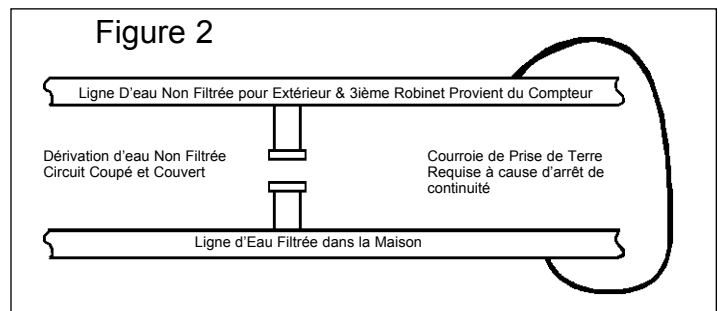 Figure 2
Ligne D'eau Non Filtrée pour Extérieur & 3ième Robinet Provient du Compteur
Dérivation d'eau Non Filtrée
Circuit Coupé et Couvert
Courroie de Prise de Terre
Requise à cause d'arrêt de
continuité
Ligne d'Eau Filtrée dans la Maison